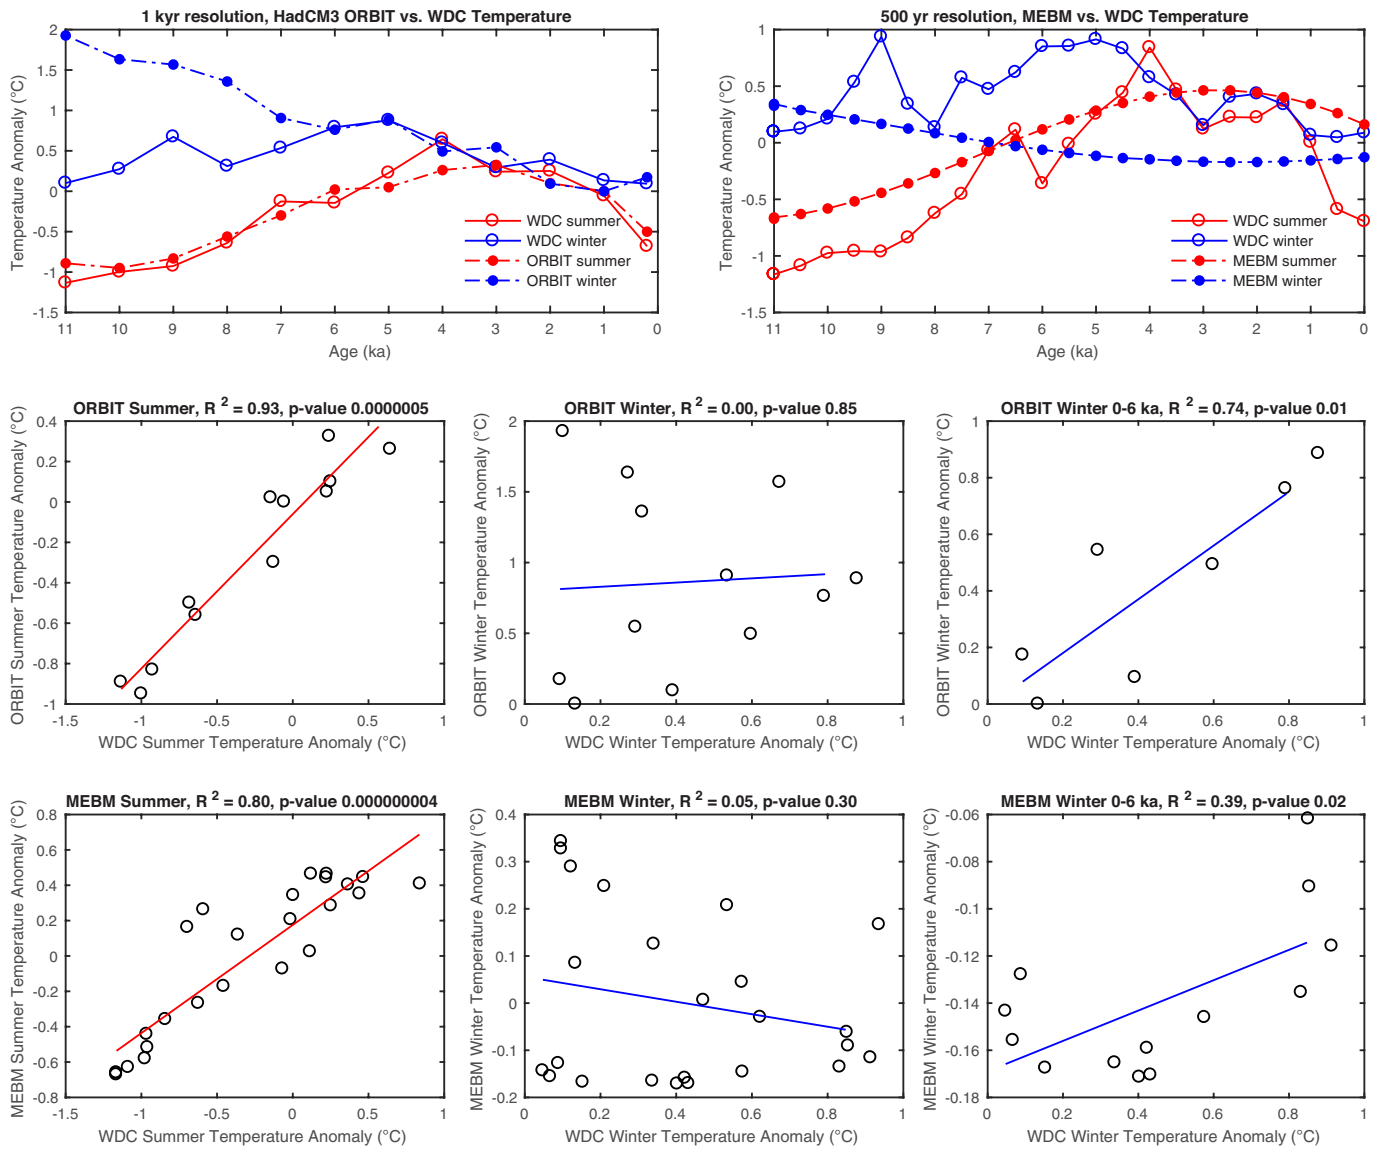 1 kyr resolution, HadCM3 ORBIT vs. WDC Temperature
Temperature Anomaly (°C)
2
1.5
1
0.5
0
-0.5
-1
-1.5
WDC summer
WDC winter
ORBIT summer
ORBIT winter
11 10 9 8 7 6 5 4 3 2 1 0
Age (ka)
500 yr resolution, MEBM vs. WDC Temperature
Temperature Anomaly (°C)
1
0.5
0
-0.5
-1
-1.5
WDC summer
WDC winter
MEBM summer
MEBM winter
11 10 9 8 7 6 5 4 3 2 1 0
Age (ka)
ORBIT Summer, R 2 = 0.93, p-value 0.0000005
ORBIT Summer Temperature Anomaly (°C)
0.4
0.2
0
-0.2
-0.4
-0.6
-0.8
-1
-1.5 -1 -0.5 0 0.5 1
WDC Summer Temperature Anomaly (°C)
ORBIT Winter, R 2 = 0.00, p-value 0.85
ORBIT Winter Temperature Anomaly (°C)
2
1.5
1
0.5
0
0 0.2 0.4 0.6 0.8 1
WDC Winter Temperature Anomaly (°C)
ORBIT Winter 0-6 ka, R 2 = 0.74, p-value 0.01
ORBIT Winter Temperature Anomaly (°C)
1
0.8
0.6
0.4
0.2
0
0 0.2 0.4 0.6 0.8 1
WDC Winter Temperature Anomaly (°C)
MEBM Summer, R 2 = 0.80, p-value 0.000000004
MEBM Summer Temperature Anomaly (°C)
0.8
0.6
0.4
0.2
0
-0.2
-0.4
-0.6
-0.8
-1.5 -1 -0.5 0 0.5 1
WDC Summer Temperature Anomaly (°C)
MEBM Winter, R 2 = 0.05, p-value 0.30
MEBM Winter Temperature Anomaly (°C)
0.4
0.3
0.2
0.1
0
-0.1
-0.2
0 0.2 0.4 0.6 0.8 1
WDC Winter Temperature Anomaly (°C)
MEBM Winter 0-6 ka, R 2 = 0.39, p-value 0.02
MEBM Winter Temperature Anomaly (°C)
-0.06
-0.08
-0.1
-0.12
-0.14
-0.16
-0.18
0 0.2 0.4 0.6 0.8 1
WDC Winter Temperature Anomaly (°C)